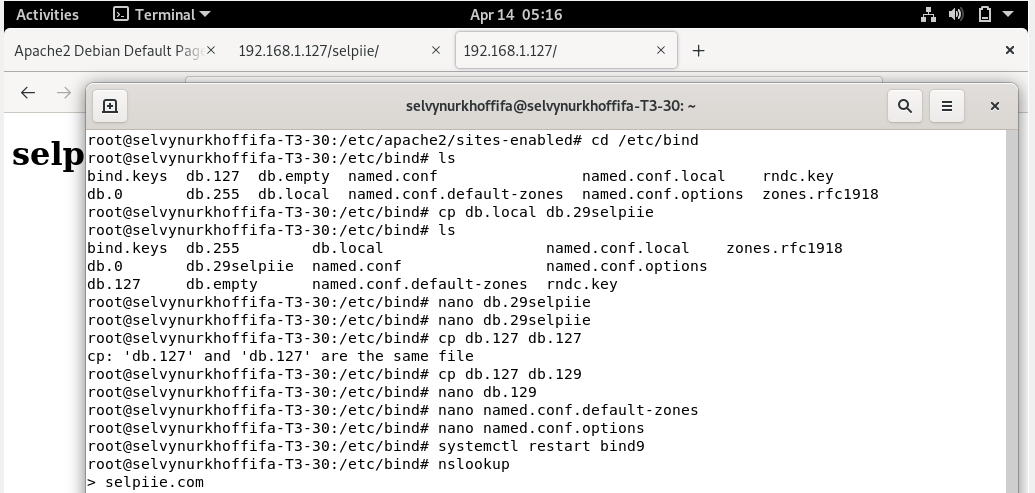 Activities Terminal Apr 14 05:16
Apache2 Debian Default Page 192.168.1.127/selpiie/ 192.168.1.127/
selvynurkhoffifa@selvynurkhoffifa-T3-30: ~
selp
root@selvynurkhoffifa-T3-30:/etc/apache2/sites-enabled# cd /etc/bind
root@selvynurkhoffifa-T3-30:/etc/bind# ls
bind.keys  db.127  db.empty  named.conf                named.conf.local    rndc.key
db.0       db.255  db.local  named.conf.default-zones  named.conf.options  zones.rfc1918
root@selvynurkhoffifa-T3-30:/etc/bind# cp db.local db.29selpiie
root@selvynurkhoffifa-T3-30:/etc/bind# ls
bind.keys  db.255        db.local                  named.conf.local    zones.rfc1918
db.0       db.29selpiie  named.conf                named.conf.options
db.127     db.empty      named.conf.default-zones  rndc.key
root@selvynurkhoffifa-T3-30:/etc/bind# nano db.29selpiie
root@selvynurkhoffifa-T3-30:/etc/bind# nano db.29selpiie
root@selvynurkhoffifa-T3-30:/etc/bind# cp db.127 db.127
cp: 'db.127' and 'db.127' are the same file
root@selvynurkhoffifa-T3-30:/etc/bind# cp db.127 db.129
root@selvynurkhoffifa-T3-30:/etc/bind# nano db.129
root@selvynurkhoffifa-T3-30:/etc/bind# nano named.conf.default-zones
root@selvynurkhoffifa-T3-30:/etc/bind# nano named.conf.options
root@selvynurkhoffifa-T3-30:/etc/bind# systemctl restart bind9
root@selvynurkhoffifa-T3-30:/etc/bind# nslookup
> selpiie.com